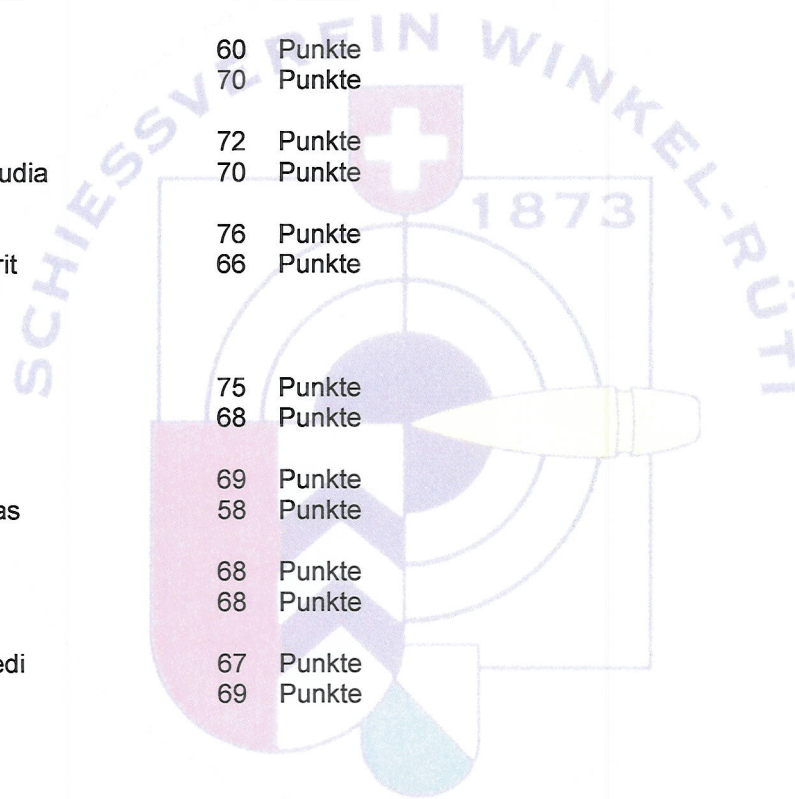 SCHIESSVEREIN WINKEL-RÜTI
1873
60 Punkte
70 Punkte
72 Punkte
udia 70 Punkte
76 Punkte
rit 66 Punkte
75 Punkte
68 Punkte
69 Punkte
as 58 Punkte
68 Punkte
68 Punkte
edi 67 Punkte
69 Punkte